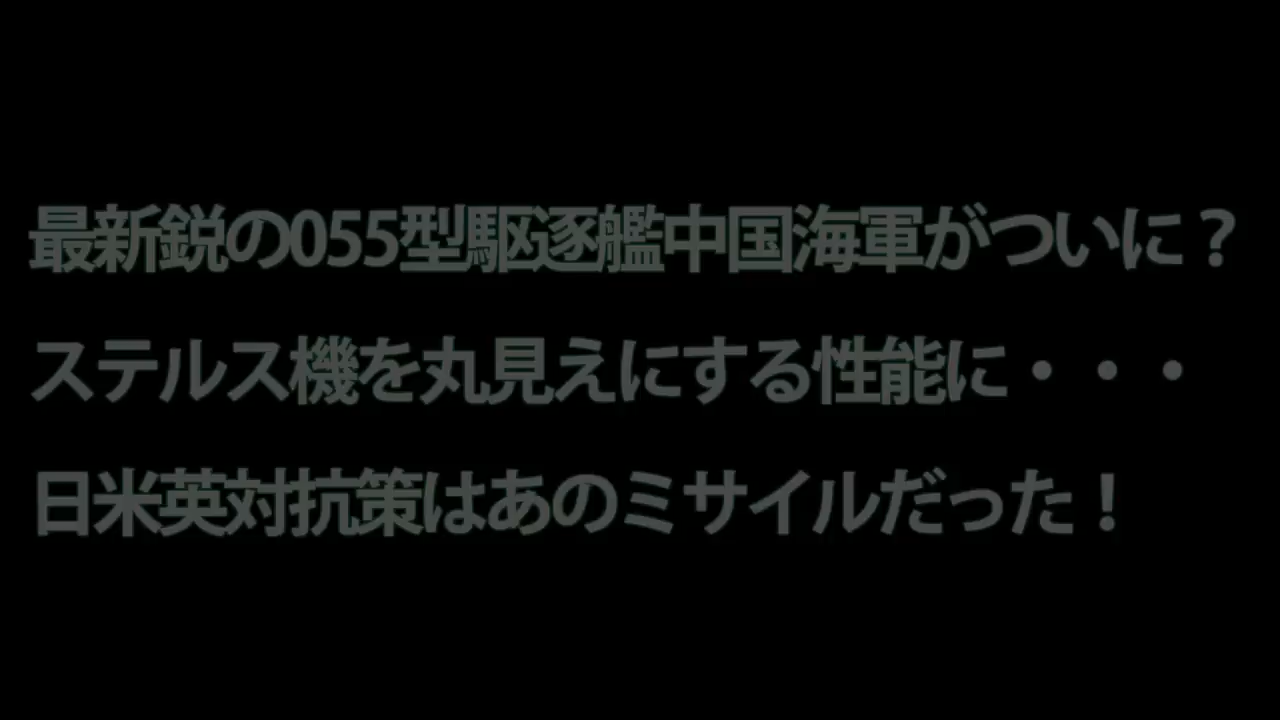 最新鋭の055型駆逐艦中国海軍がついに？
ステルス機を丸見えにする性能に・・・
日米英対抗策はあのミサイルだった！